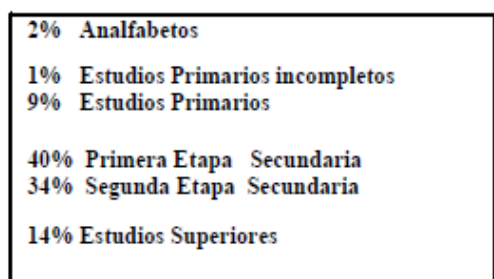 2% Analfabetos
1% Estudios Primarios incompletos
9% Estudios Primarios
40% Primera Etapa Secundaria
34% Segunda Etapa Secundaria
14% Estudios Superiores